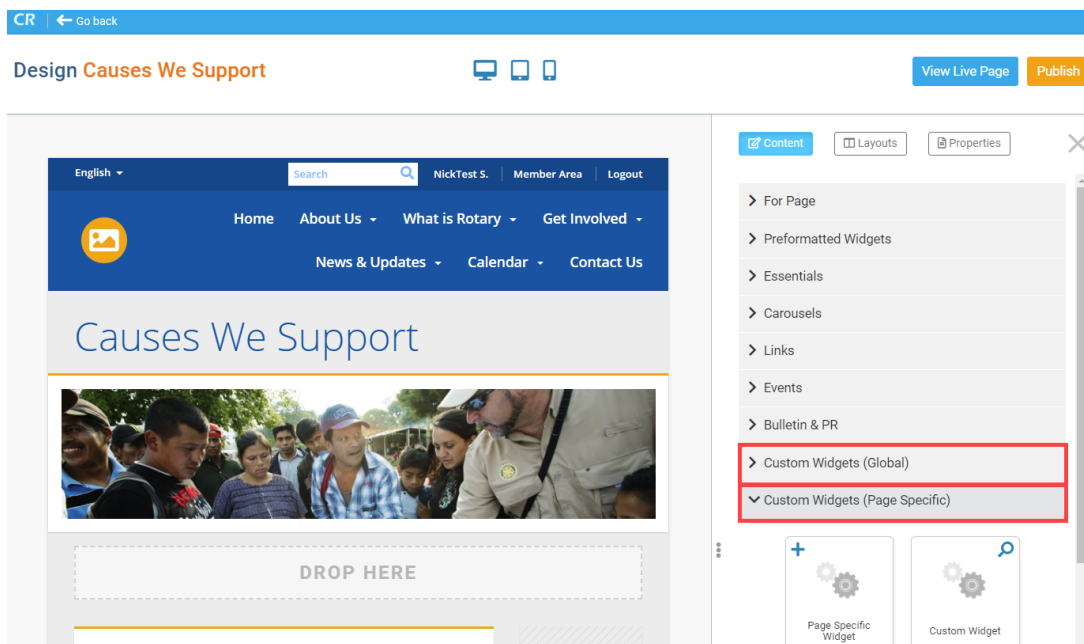 CR Go back
Design Causes We Support
View Live Page Publish
Content Layouts Properties
English Search NickTest S. Member Area Logout
Home About Us What is Rotary Get Involved
News & Updates Calendar Contact Us
Causes We Support
DROP HERE
For Page
Preformatted Widgets
Essentials
Carousels
Links
Events
Bulletin & PR
Custom Widgets (Global)
Custom Widgets (Page Specific)
Page Specific
Widget
Custom Widget